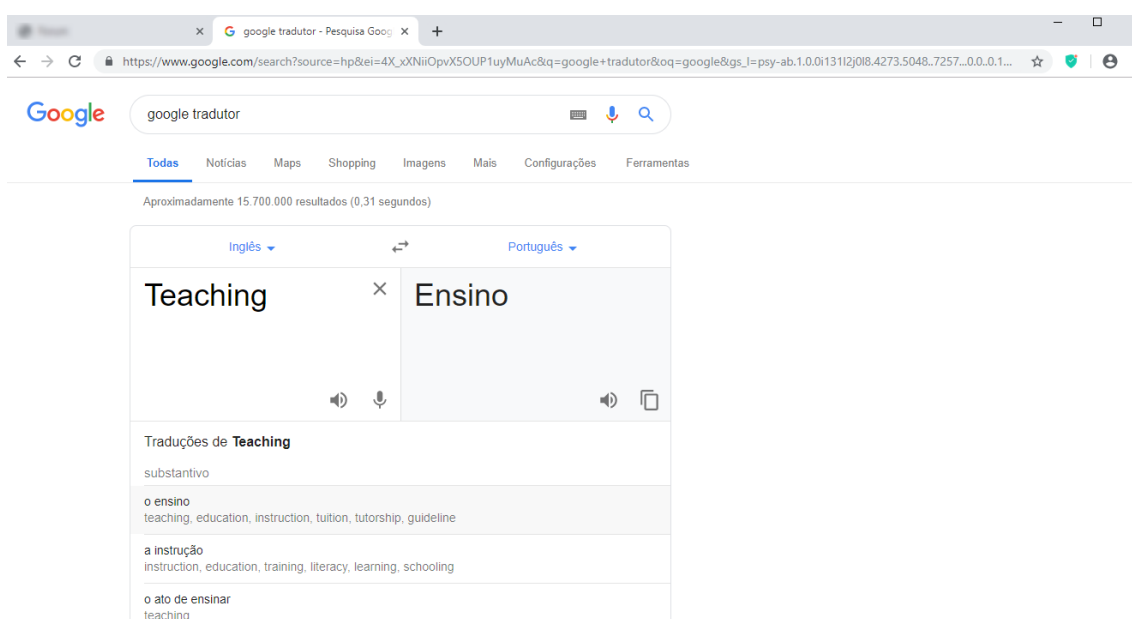 google tradutor - Pesquisa Goog
https://www.google.com/search?source=hp&ei=4X_xXNiiOpvX5OUP1uyMuAc&q=google+tradutor&oq=google&gs_l=psy-ab.1.0.0i131l2j0l8.4273.5048..7257...0.0..0.1...
Google
google tradutor
Todas Notícias Maps Shopping Imagens Mais Configurações Ferramentas
Aproximadamente 15.700.000 resultados (0,31 segundos)
Inglês Português
Teaching Ensino
Traduções de Teaching
substantivo
o ensino
teaching, education, instruction, tuition, tutorship, guideline
a instrução
instruction, education, training, literacy, learning, schooling
o ato de ensinar
teaching